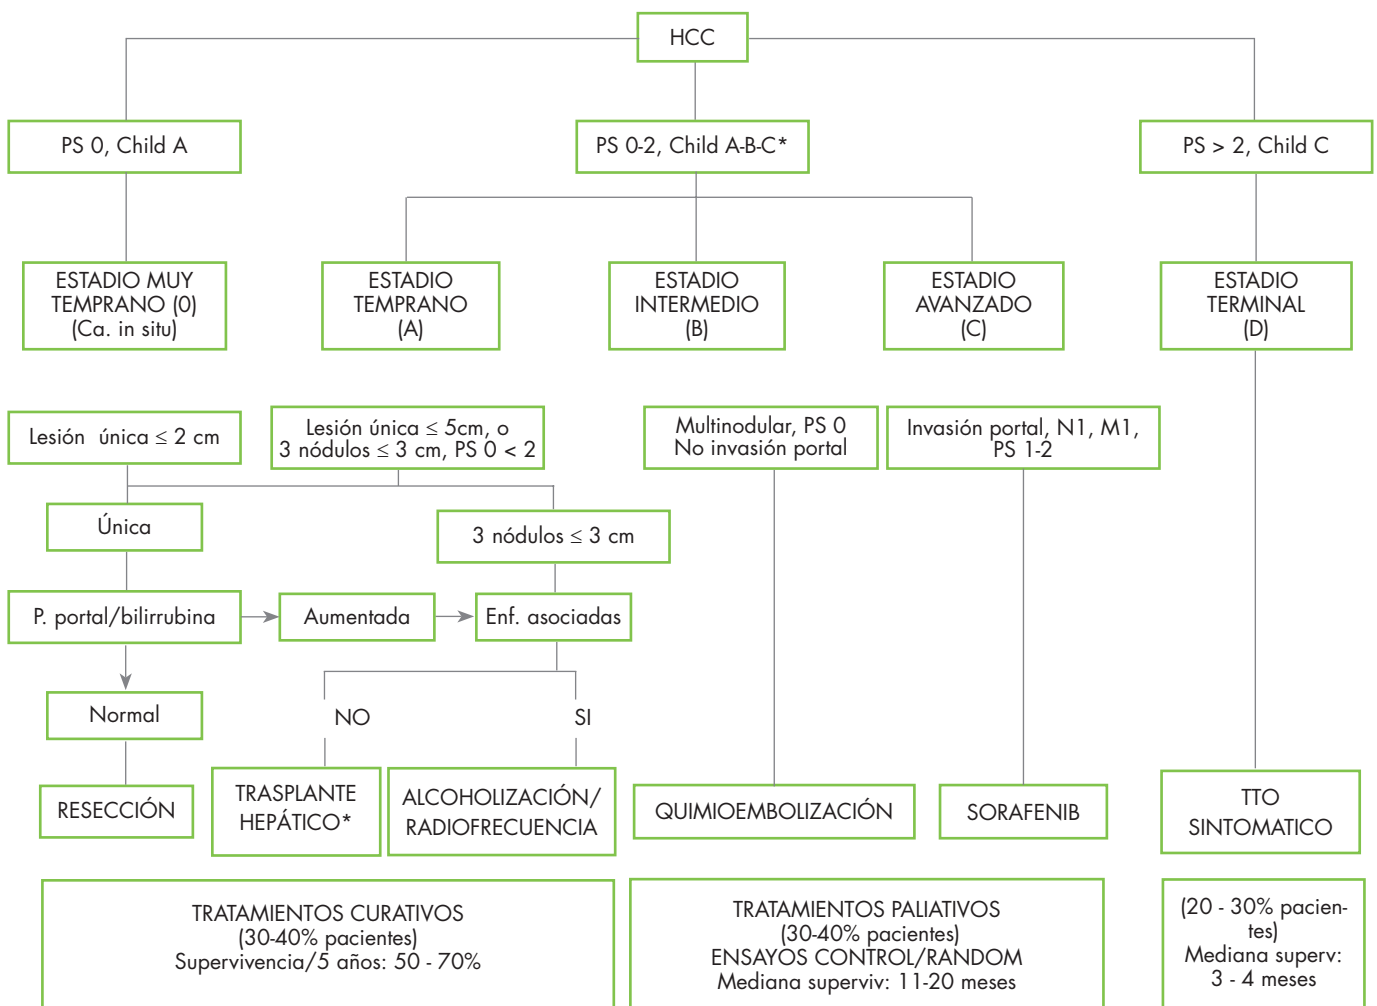 HCC
PS 0, Child A
PS 0-2, Child A-B-C*
PS > 2, Child C
ESTADIO MUY
TEMPRANO (0)
(Ca. in situ)
ESTADIO
TEMPRANO
(A)
ESTADIO
INTERMEDIO
(B)
ESTADIO
AVANZADO
(C)
ESTADIO
TERMINAL
(D)
Lesión única ≤ 2 cm
Lesión única ≤ 5cm, o
3 nódulos ≤ 3 cm, PS 0 < 2
Multinodular, PS 0
No invasión portal
Invasión portal, N1, M1,
PS 1-2
Única
3 nódulos ≤ 3 cm
P. portal/bilirrubina
Aumentada
Enf. asociadas
Normal
NO
SI
RESECCIÓN
TRASPLANTE
HEPÁTICO*
ALCOHOLIZACIÓN/
RADIOFRECUENCIA
QUIMIOEMBOLIZACIÓN
SORAFENIB
TTO
SINTOMATICO
TRATAMIENTOS CURATIVOS
(30-40% pacientes)
Supervivencia/5 años: 50 - 70%
TRATAMIENTOS PALIATIVOS
(30-40% pacientes)
ENSAYOS CONTROL/RANDOM
Mediana superviv: 11-20 meses
(20 - 30% pacien-
tes)
Mediana superv:
3 - 4 meses